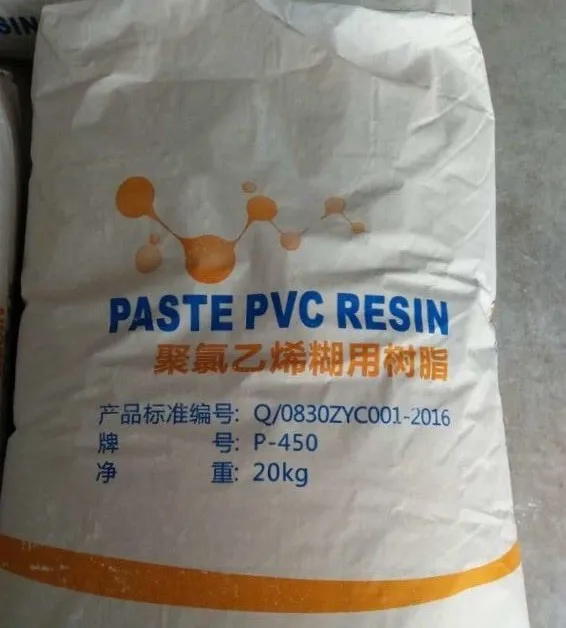 SIN
PASTE PVC RESIN
聚氯乙烯糊用树脂
产品标准编号: Q/0830ZYC001-2016
牌 号: P-450
净 重: 20kg